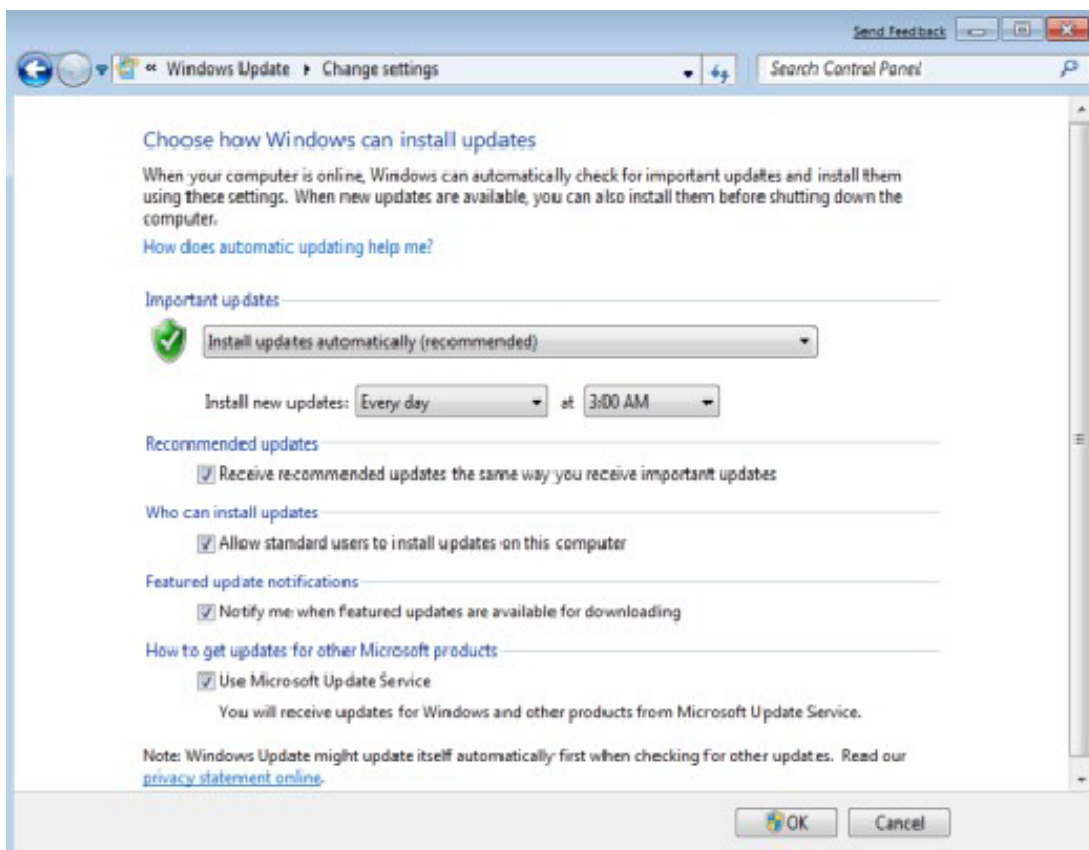 Send Feedback
« Windows Update ▸ Change settings
Search Control Panel
Choose how Windows can install updates
When your computer is online, Windows can automatically check for important updates and install them
using these settings. When new updates are available, you can also install them before shutting down the
computer.
How does automatic updating help me?
Important updates
Install updates automatically (recommended)
Install new updates: Every day at 3:00 AM
Recommended updates
Receive recommended updates the same way you receive important updates
Who can install updates
Allow standard users to install updates on this computer
Featured update notifications
Notify me when featured updates are available for downloading
How to get updates for other Microsoft products
Use Microsoft Update Service
You will receive updates for Windows and other products from Microsoft Update Service.
Note: Windows Update might update itself automatically first when checking for other updates. Read our
privacy statement online.
OK Cancel